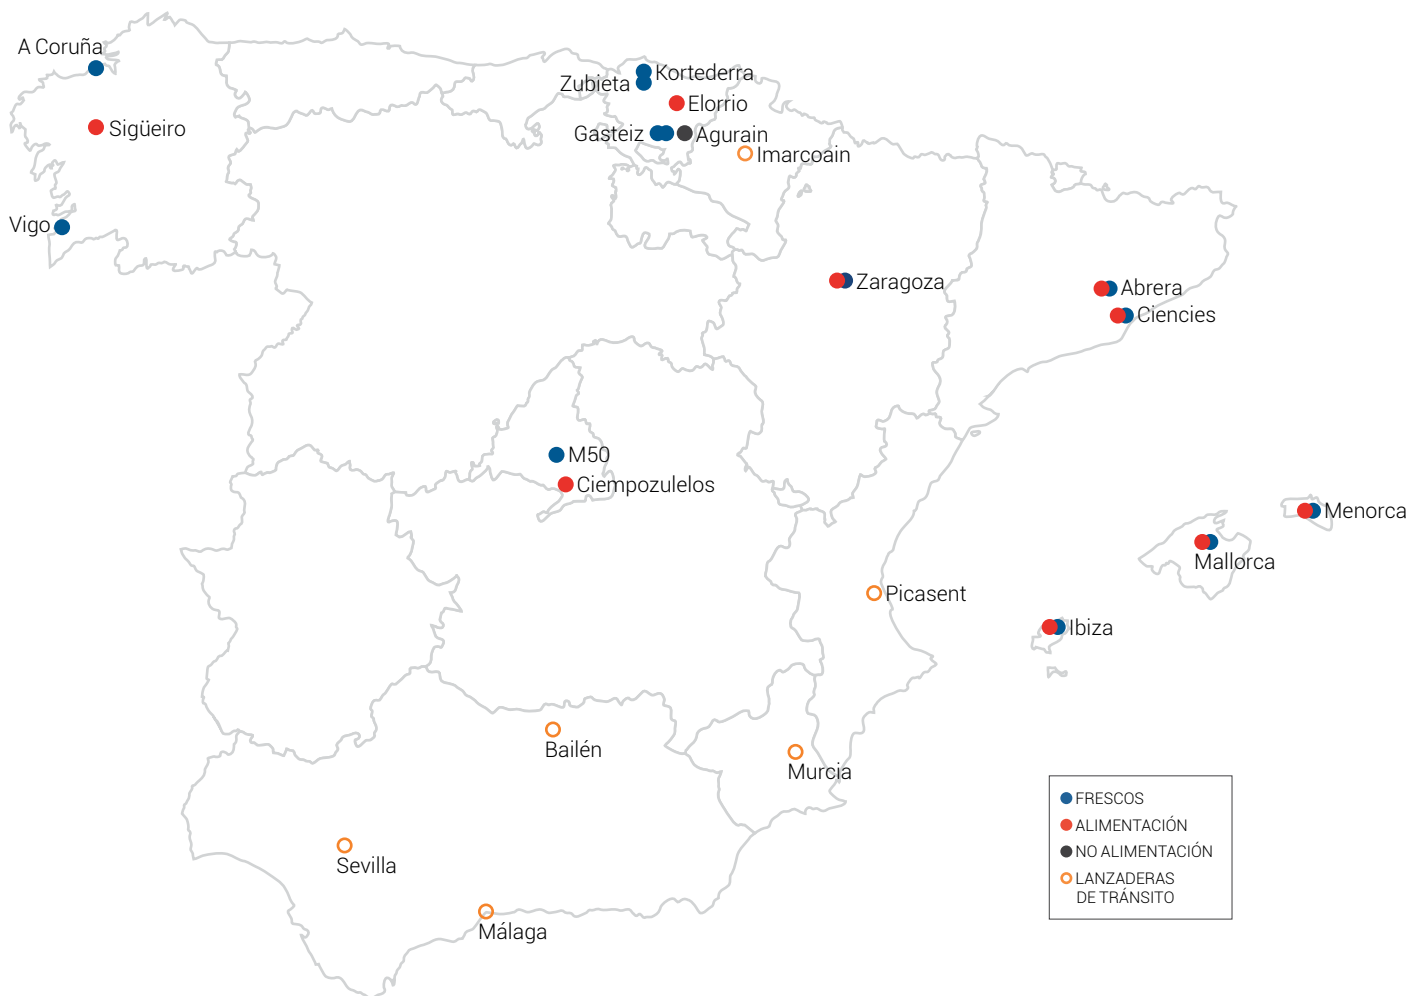 A Coruña
Kortederra
Zubieta
Elorrio
Sigüeiro
Gasteiz
Agurain
Imarcoain
Vigo
Zaragoza
Abrera
Ciencies
M50
Ciempozulelos
Menorca
Mallorca
Picasent
Ibiza
Bailén
Murcia
Sevilla
Málaga
FRESCOS
ALIMENTACIÓN
NO ALIMENTACIÓN
LANZADERAS
DE TRÁNSITO